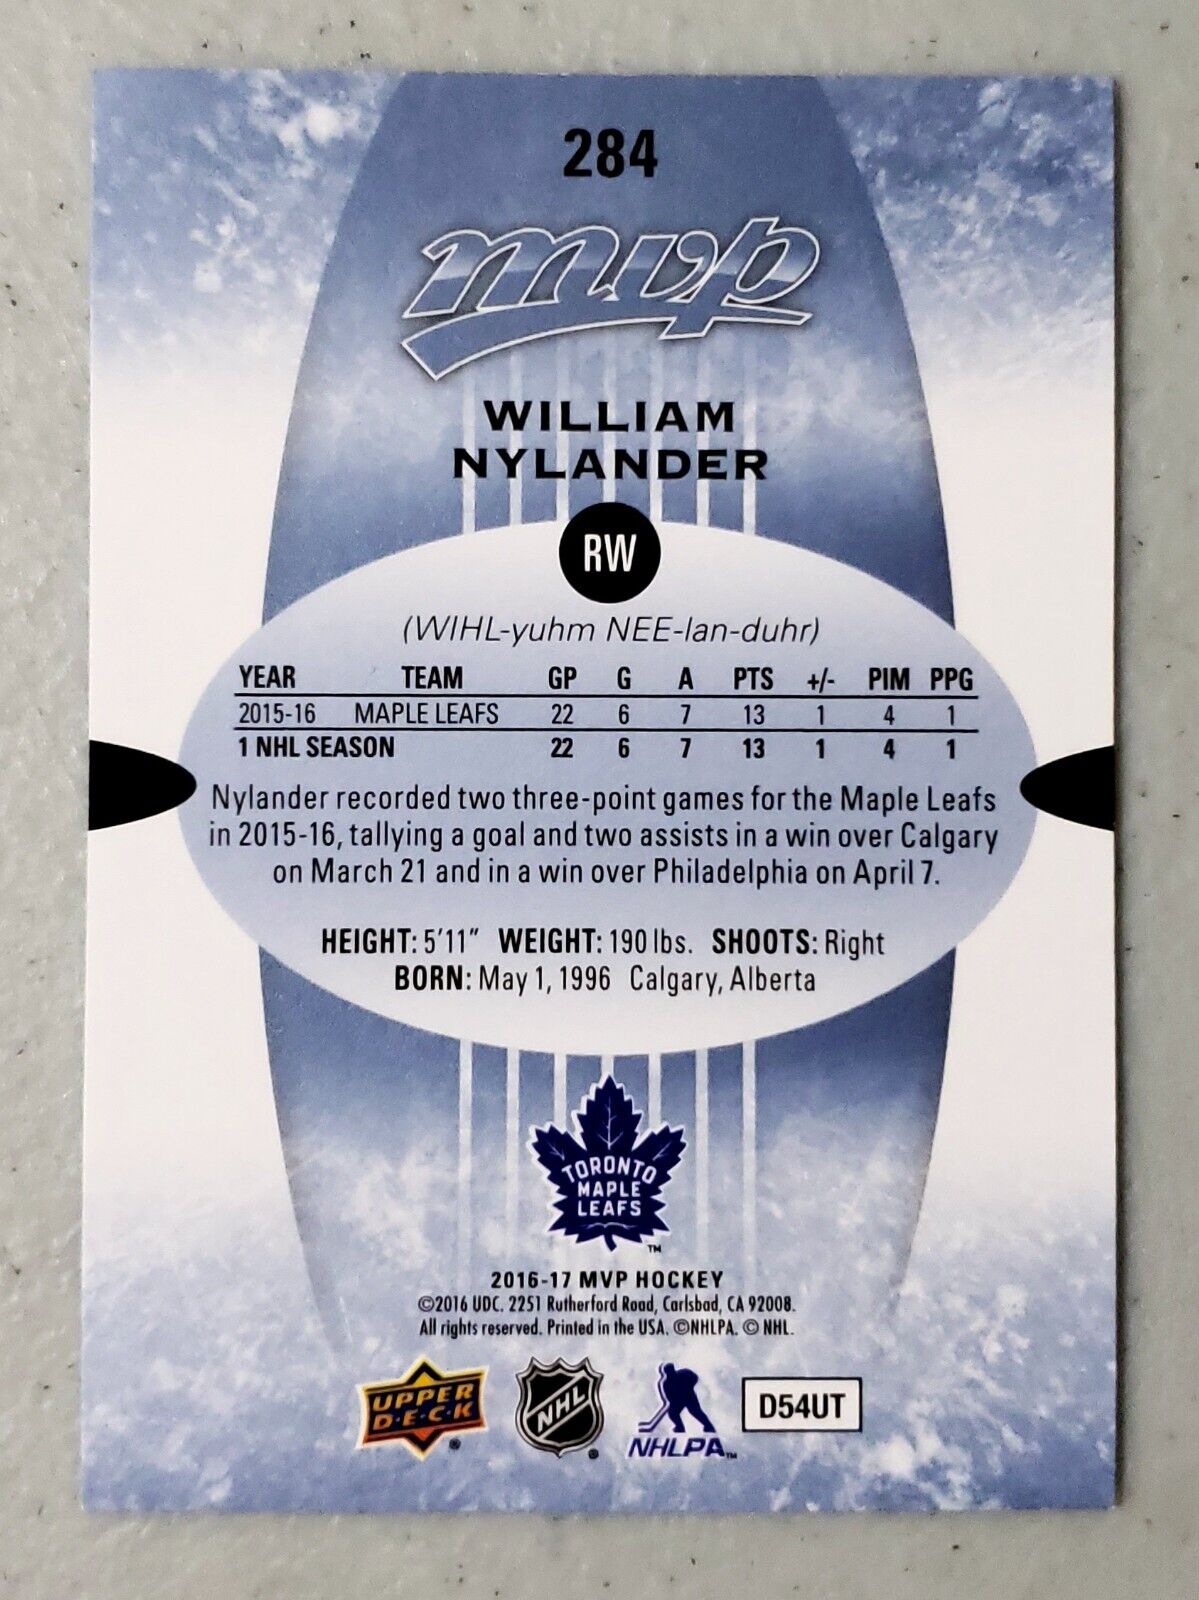 284
mvp
WILLIAM
NYLANDER
RW
(WIHL-yuhm NEE-lan-duhr)
YEAR TEAM GP G A PTS +/- PIM PPG
2015-16 MAPLE LEAFS 22 6 7 13 1 4 1
1 NHL SEASON 22 6 7 13 1 4 1
Nylander recorded two three-point games for the Maple Leafs
in 2015-16, tallying a goal and two assists in a win over Calgary
on March 21 and in a win over Philadelphia on April 7.
HEIGHT: 5'11" WEIGHT: 190 lbs. SHOOTS: Right
BORN: May 1, 1996 Calgary, Alberta
TORONTO
MAPLE
LEAFS
TM
2016-17 MVP HOCKEY
©2016 UDC. 2251 Rutherford Road, Carlsbad, CA 92008.
All rights reserved. Printed in the USA. ©NHLPA. © NHL.
UPPER
D·E·C·K ®
NHL ®
NHLPA TM
D54UT